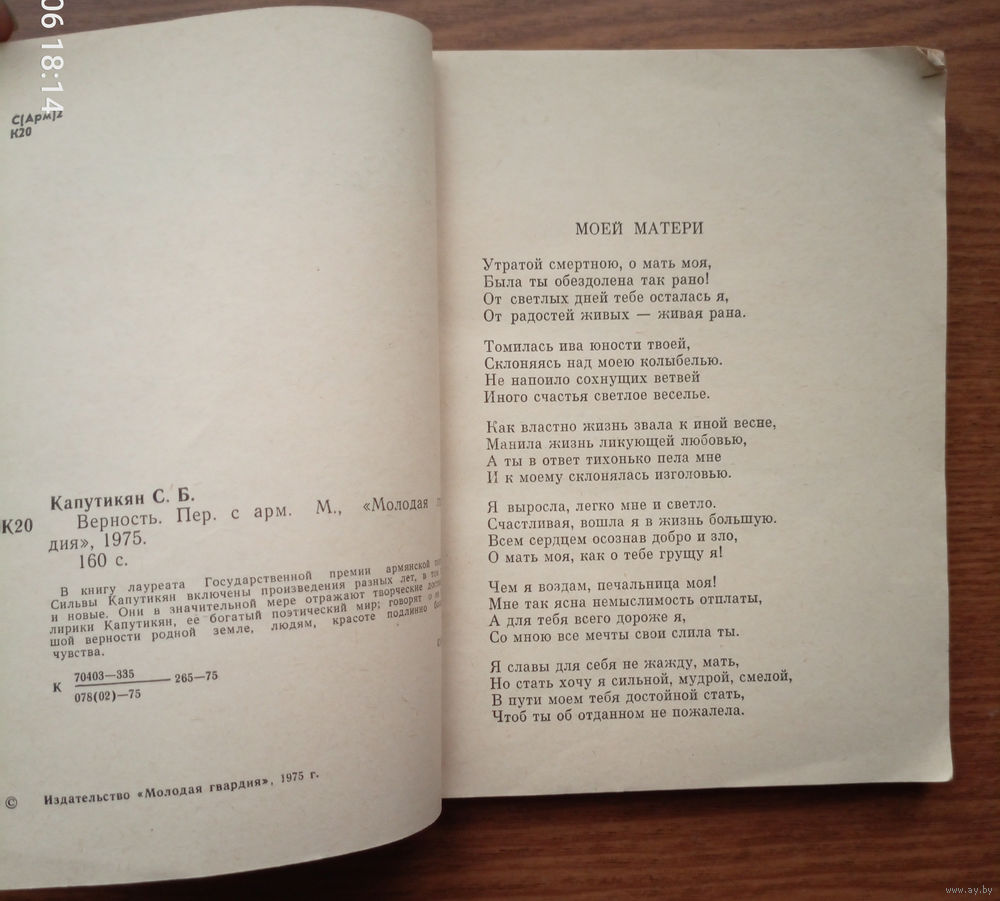 06 18:14
С(Арм)2
К20
Капутикян С. Б.
К20 Верность. Пер. с арм. М., «Молодая
дия», 1975.
160 с.
В книгу лауреата Государственной премии армянской
Сильвы Капутикян включены произведения разных лет, в
и новые. Они в значительной мере отражают творческие
лирики Капутикян, ее богатый поэтический мир; говорят о
шой верности родной земле, людям, красоте подлинно
чувства.
К 70403—335
078(02)—75 265—75
© Издательство «Молодая гвардия», 1975 г.
МОЕЙ МАТЕРИ
Утратой смертною, о мать моя,
Была ты обездолена так рано!
От светлых дней тебе осталась я,
От радостей живых — живая рана.
Томилась ива юности твоей,
Склоняясь над моею колыбелью.
Не напоило сохнущих ветвей
Иного счастья светлое веселье.
Как властно жизнь звала к иной весне,
Манила жизнь ликующей любовью,
А ты в ответ тихонько пела мне
И к моему склонялась изголовью.
Я выросла, легко мне и светло.
Счастливая, вошла я в жизнь большую.
Всем сердцем осознав добро и зло,
О мать моя, как о тебе грущу я!
Чем я воздам, печальница моя!
Мне так ясна немыслимость отплаты,
А для тебя всего дороже я,
Со мною все мечты свои слила ты.
Я славы для себя не жажду, мать,
Но стать хочу я сильной, мудрой, смелой,
В пути моем тебя достойной стать,
Чтоб ты об отданном не пожалела.
www.ay.by